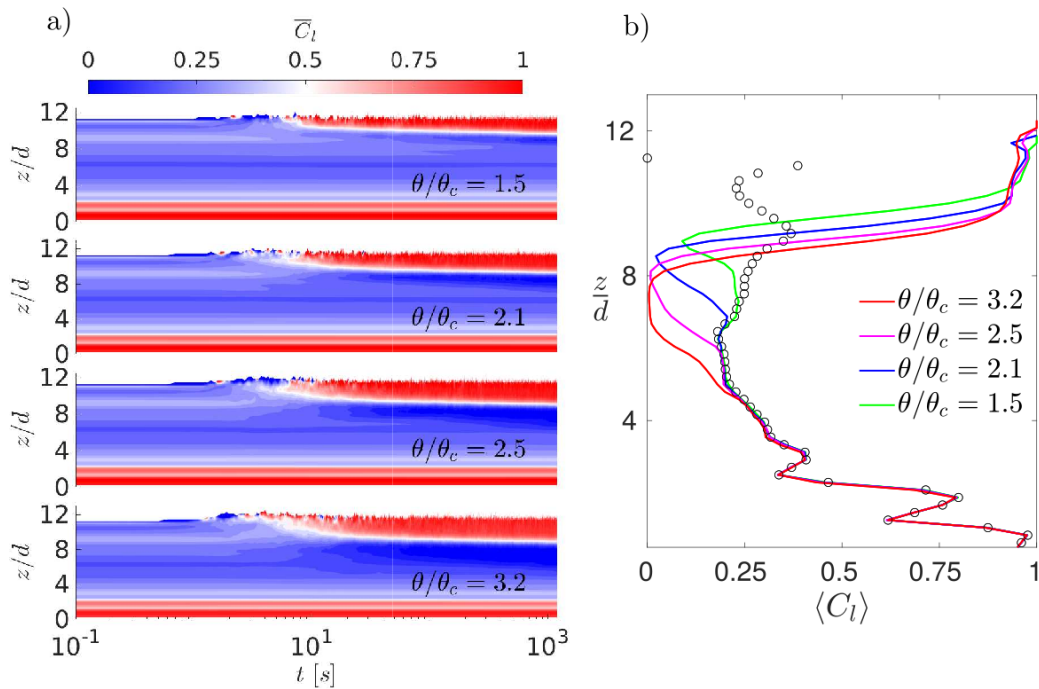 a)
C̅_l
0 0.25 0.5 0.75 1
12
8
4
0
z/d
θ/θ_c = 1.5
12
8
4
0
z/d
θ/θ_c = 2.1
12
8
4
0
z/d
θ/θ_c = 2.5
12
8
4
0
z/d
θ/θ_c = 3.2
10^-1 10^1 10^3
t [s]
b)
12
8
4
z/d
θ/θ_c = 3.2
θ/θ_c = 2.5
θ/θ_c = 2.1
θ/θ_c = 1.5
0 0.25 0.5 0.75 1
⟨C_l⟩